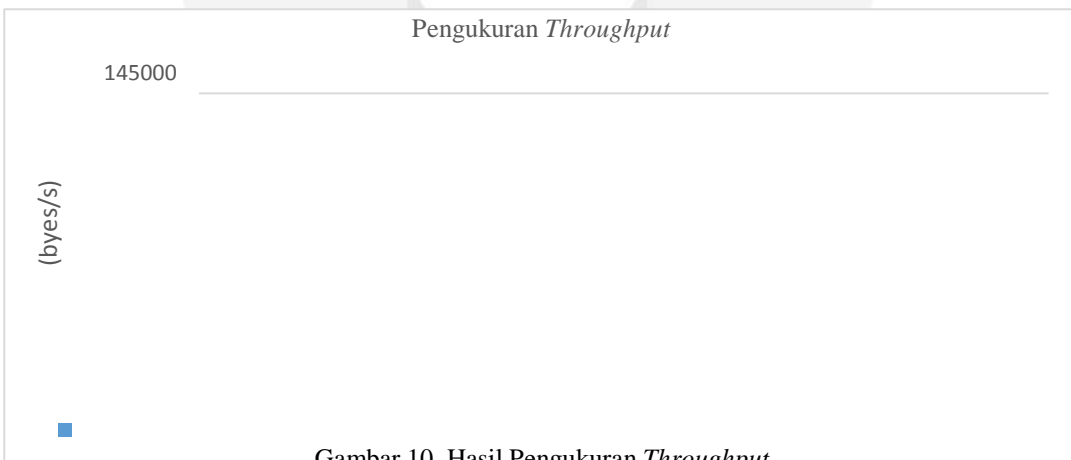 Pengukuran Throughput
145000
(byes/s)
Gambar 10. Hasil Pengukuran Throughput